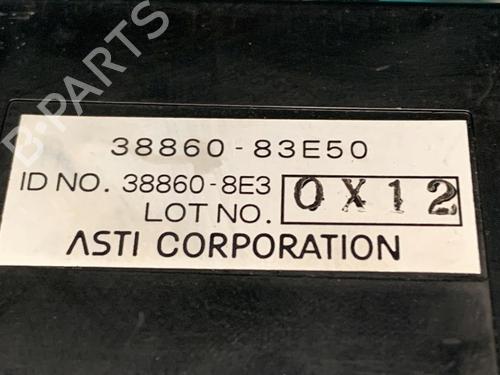 38860-83E50
ID NO. 38860-8E3
LOT NO. 0X12
ASTI CORPORATION
B-PARTS